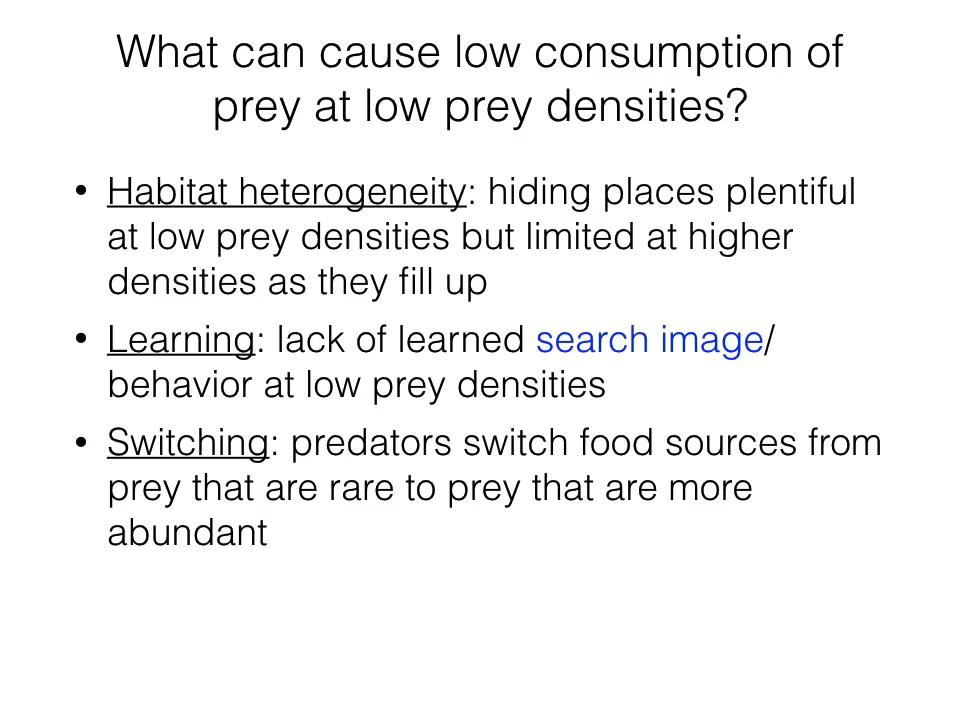 What can cause low consumption of
prey at low prey densities?
• Habitat heterogeneity: hiding places plentiful
at low prey densities but limited at higher
densities as they fill up
• Learning: lack of learned search image/
behavior at low prey densities
• Switching: predators switch food sources from
prey that are rare to prey that are more
abundant